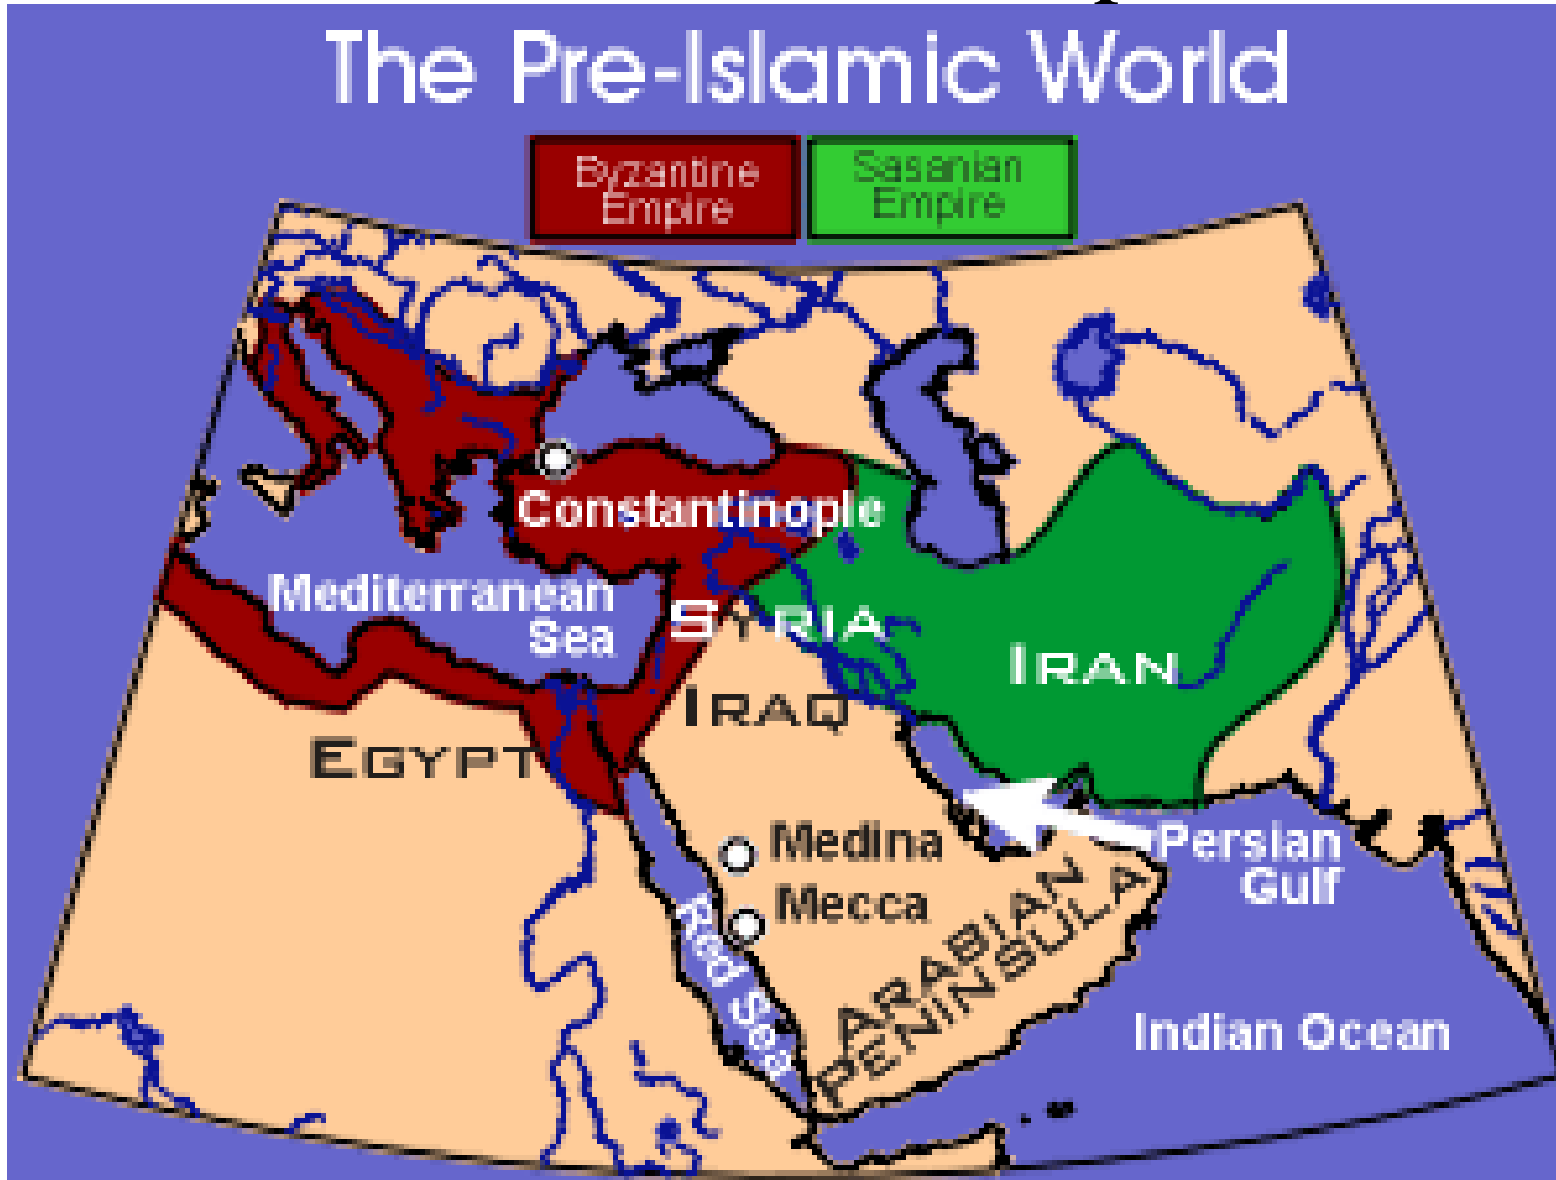 The Pre-Islamic World
Byzantine
Empire
Sasanian
Empire
Constantinople
Mediterranean
Sea
SYRIA
IRAN
IRAQ
EGYPT
Medina
Persian
Gulf
Mecca
Red Sea
ARABIAN
PENINSULA
Indian Ocean